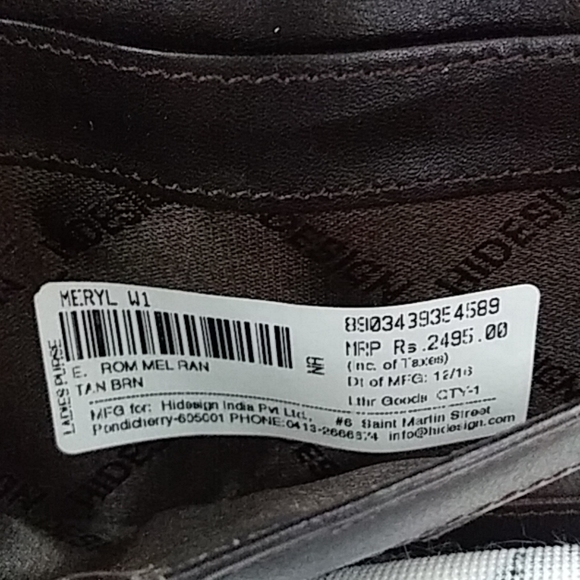 HIDESIGN
MERYL W1
LADIES PURSE
E. ROM MEL RAN
TAN BRN
NA
8903439354589
MRP Rs.2495.00
(Inc. of Taxes)
Dt of MFG: 12/16
Lthr Goods QTY-1
MFG for: Hidesign India Pvt Ltd, #6 Saint Martin Street
Pondicherry-605001 PHONE:0413-2666374 info@hidesign.com